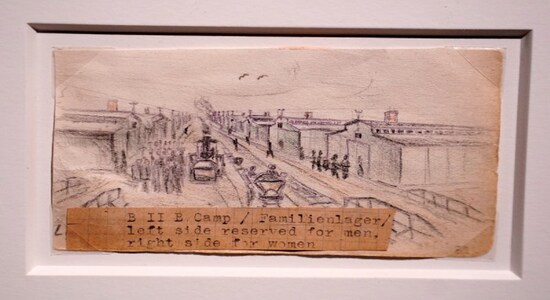 B II B.Camp / Familienlager/
left side reserved for men,
right side for women